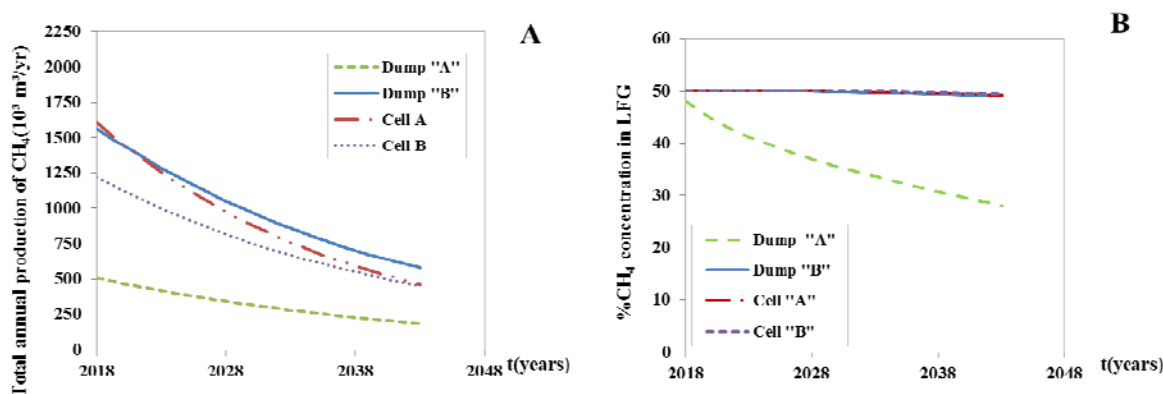 A
Total annual production of CH₄(10³ m³/yr)
2250
2000
1750
1500
1250
1000
750
500
250
0
2018
2028
2038
2048
t(years)
Dump "A"
Dump "B"
Cell A
Cell B
B
%CH₄ concentration in LFG
60
50
40
30
20
10
0
2018
2028
2038
2048
t(years)
Dump "A"
Dump "B"
Cell "A"
Cell "B"